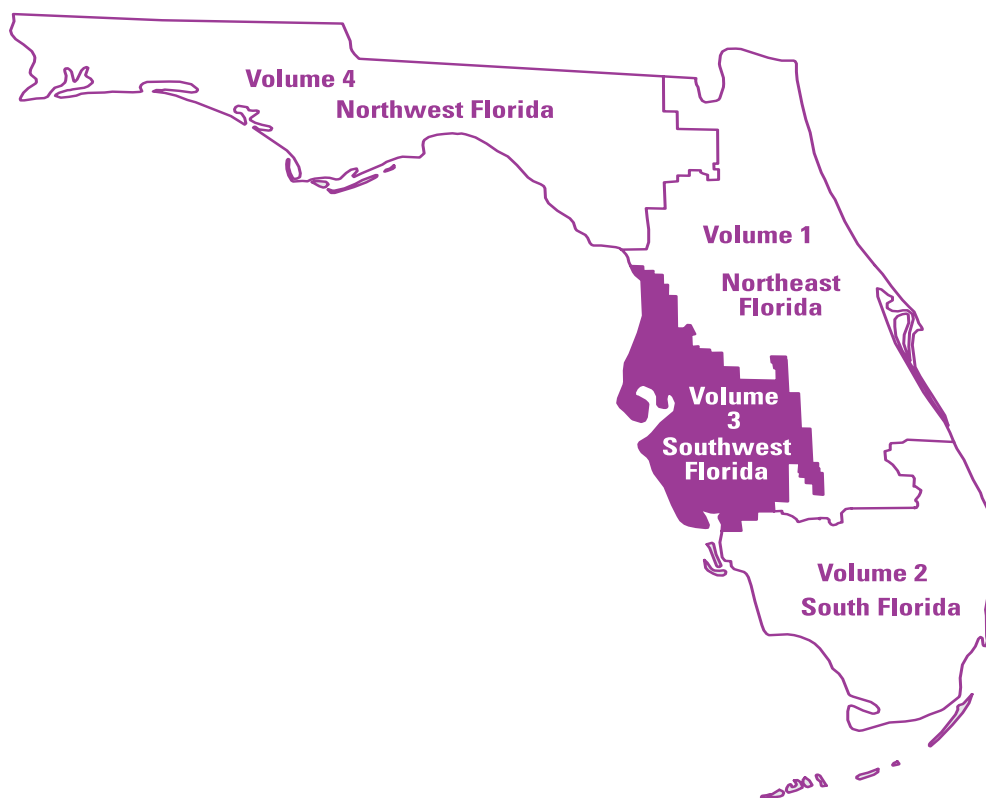 Volume 4
Northwest Florida
Volume 1
Northeast
Florida
Volume
3
Southwest
Florida
Volume 2
South Florida